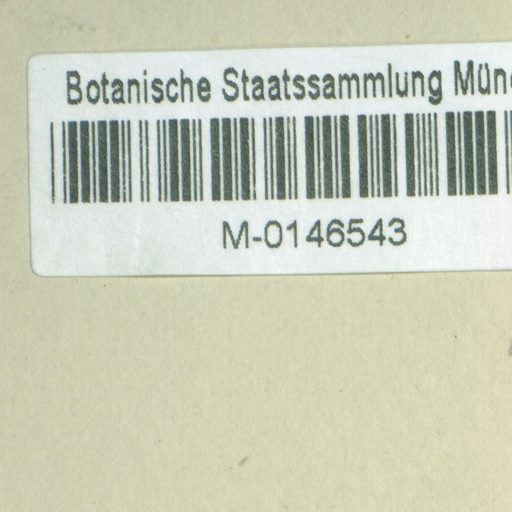 Botanische Staatssammlung Mün
M-0146543